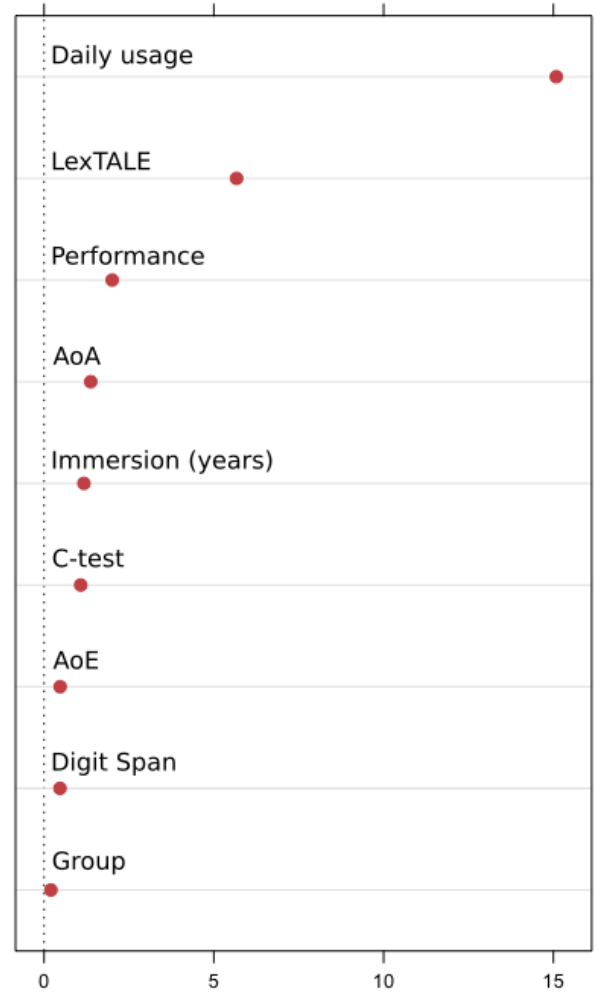 Daily usage
LexTALE
Performance
AoA
Immersion (years)
C-test
AoE
Digit Span
Group
0 5 10 15